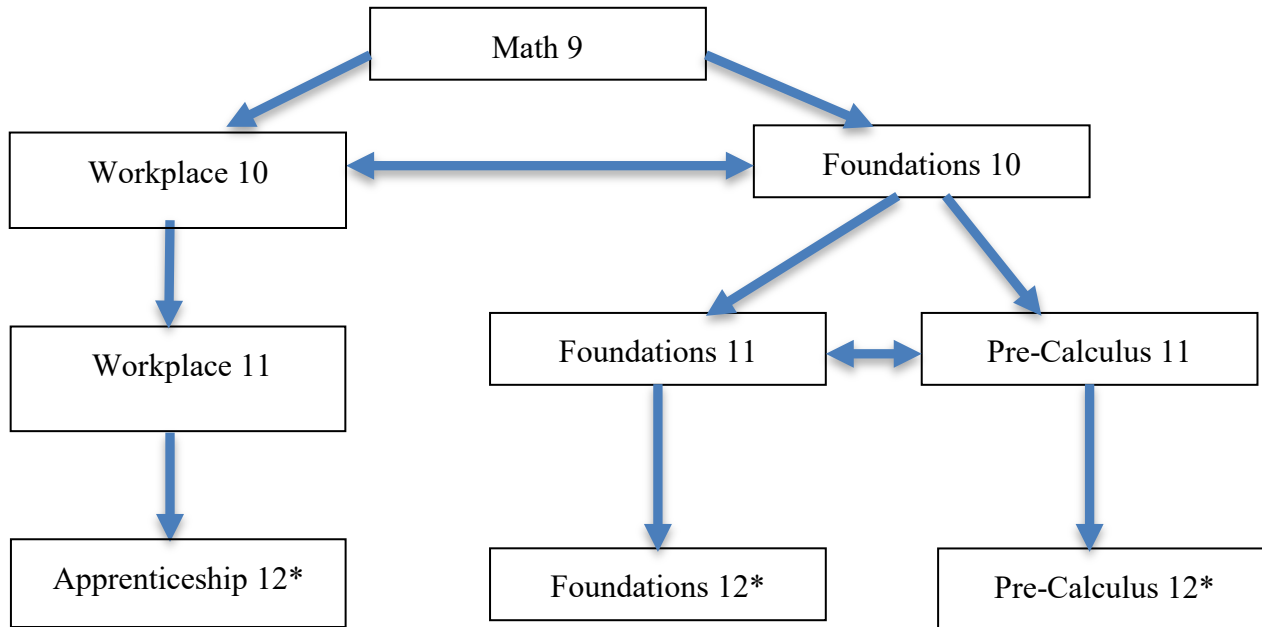 Math 9
Workplace 10
Foundations 10
Workplace 11
Foundations 11
Pre-Calculus 11
Apprenticeship 12*
Foundations 12*
Pre-Calculus 12*